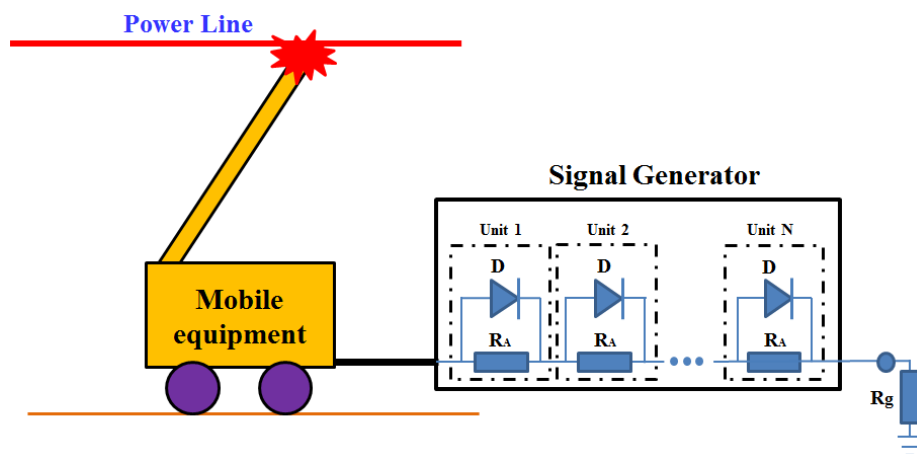 Power Line
Signal Generator
Unit 1 Unit 2 Unit N
D D D
RA RA RA
Mobile
equipment
Rg